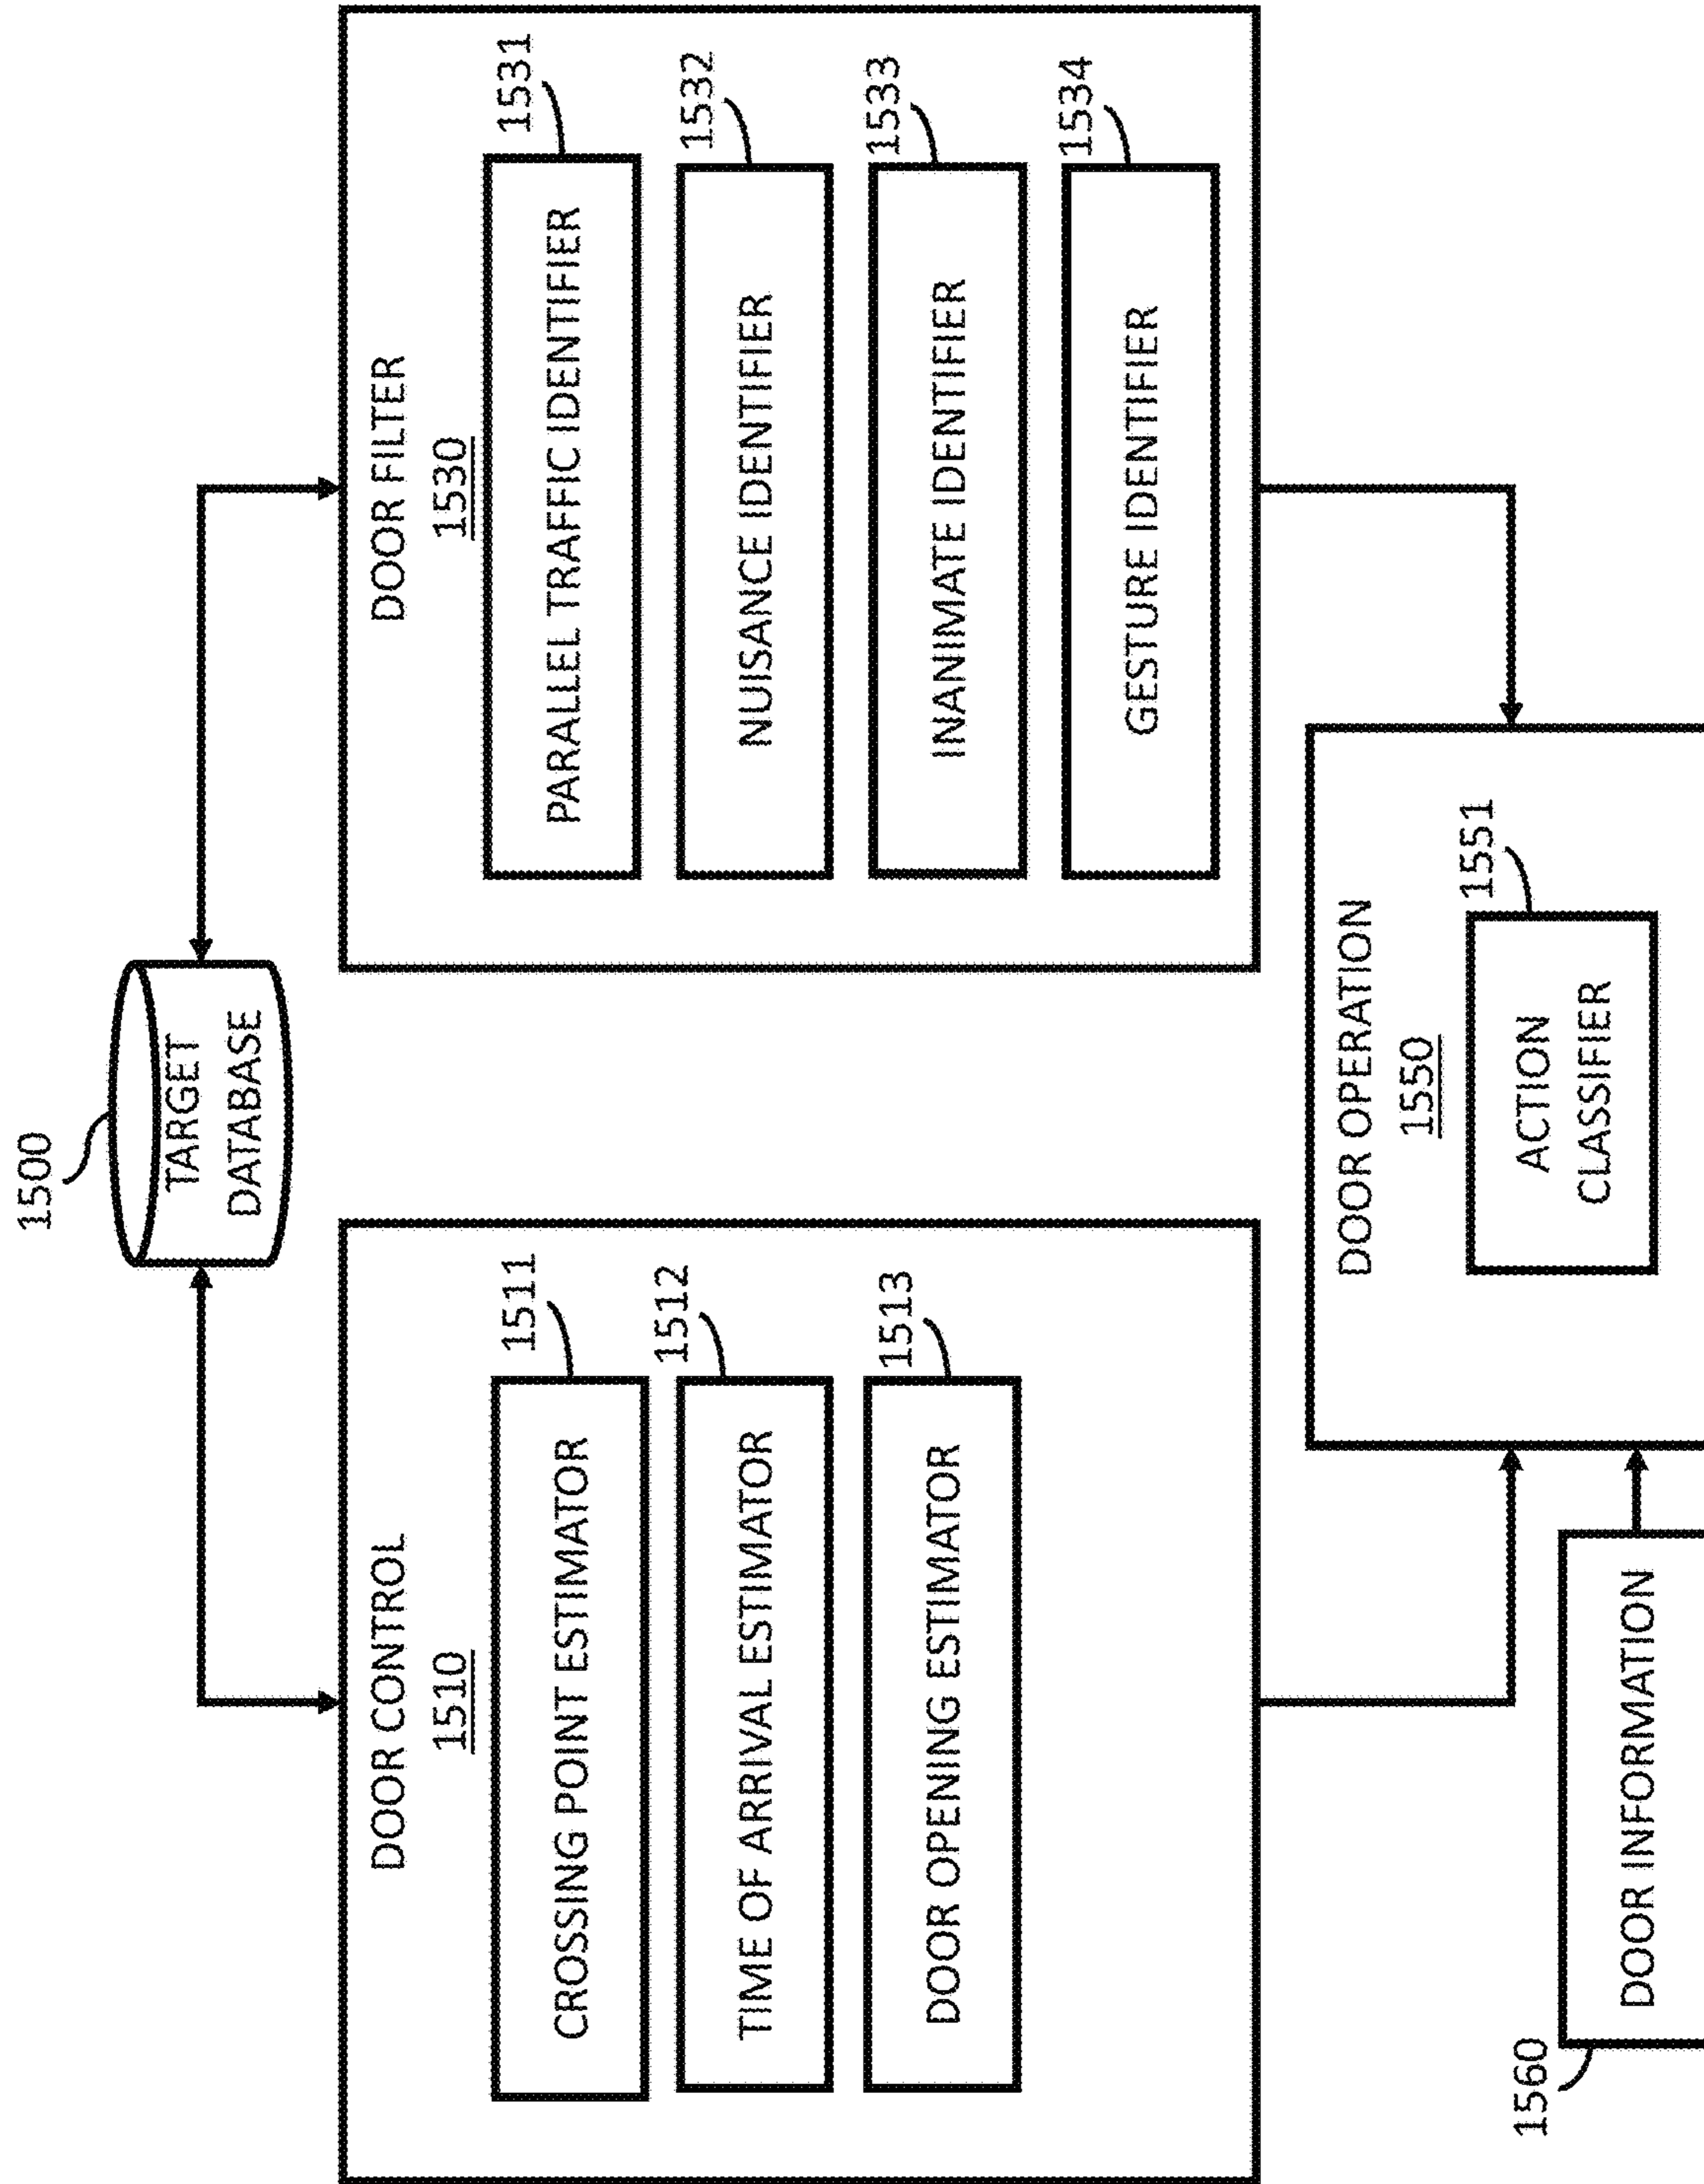 1500
TARGET
DATABASE
DOOR CONTROL
1510
1511
CROSSING POINT ESTIMATOR
1512
TIME OF ARRIVAL ESTIMATOR
1513
DOOR OPENING ESTIMATOR
DOOR FILTER
1530
1531
PARALLEL TRAFFIC IDENTIFIER
1532
NUISANCE IDENTIFIER
1533
INANIMATE IDENTIFIER
1534
GESTURE IDENTIFIER
DOOR OPERATION
1550
1551
ACTION
CLASSIFIER
1560
DOOR INFORMATION